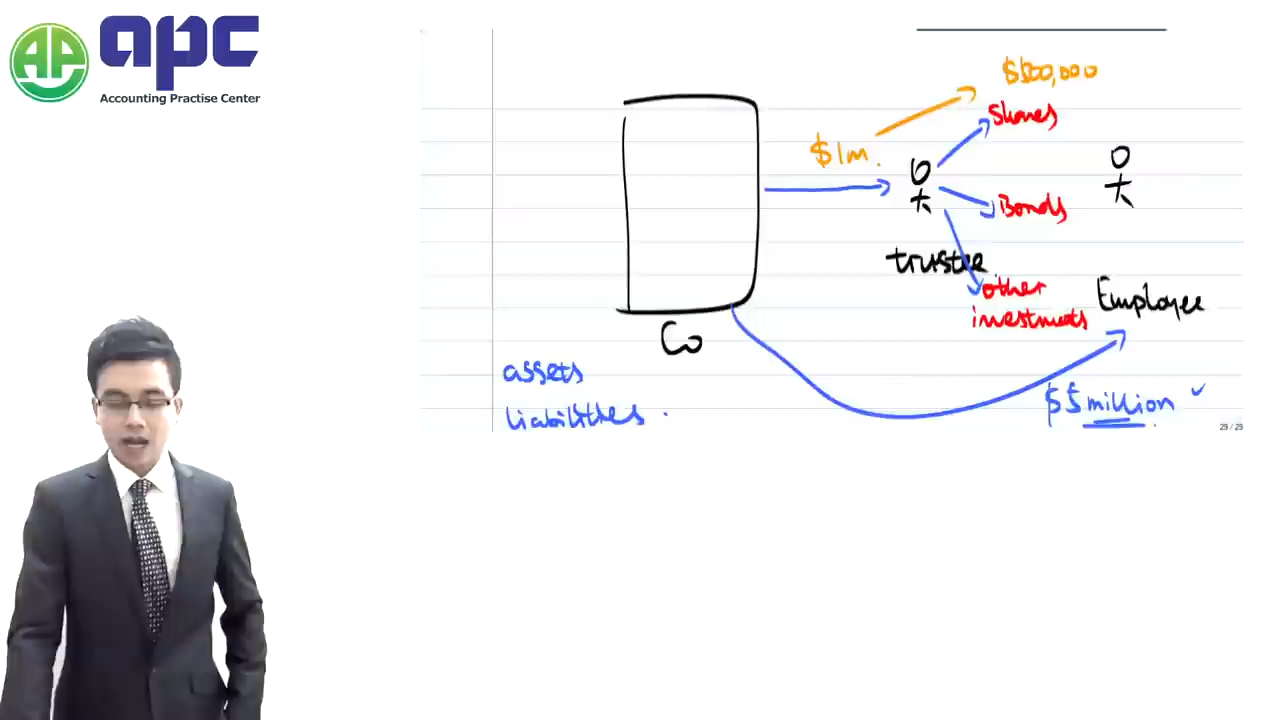 AP
apc
Accounting Practise Center
$500,000
Shares
$1m.
Bonds
trustee
other
investments
Employee
Co
assets
liabilities.
$5 million
29 / 29